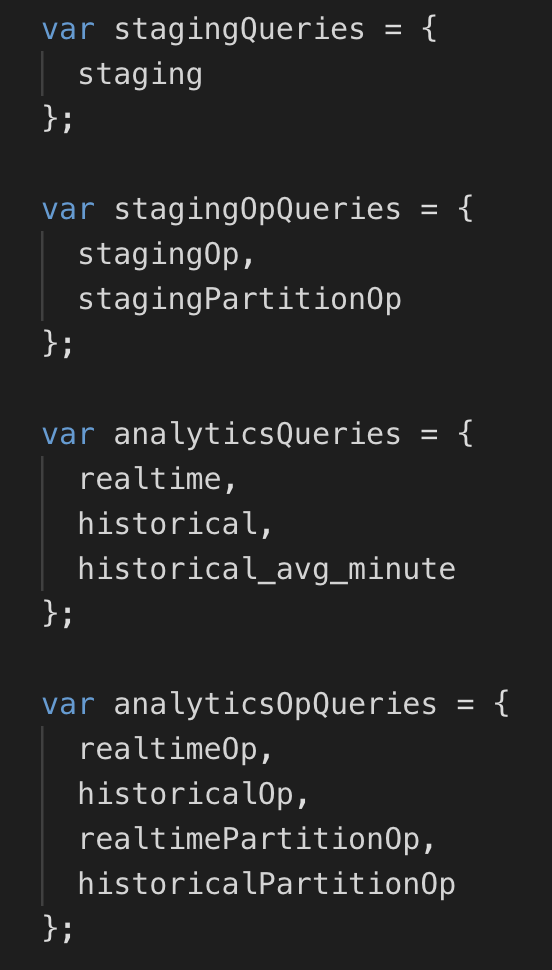 var stagingQueries = {
  staging
};

var stagingOpQueries = {
  stagingOp,
  stagingPartitionOp
};

var analyticsQueries = {
  realtime,
  historical,
  historical_avg_minute
};

var analyticsOpQueries = {
  realtimeOp,
  historicalOp,
  realtimePartitionOp,
  historicalPartitionOp
};